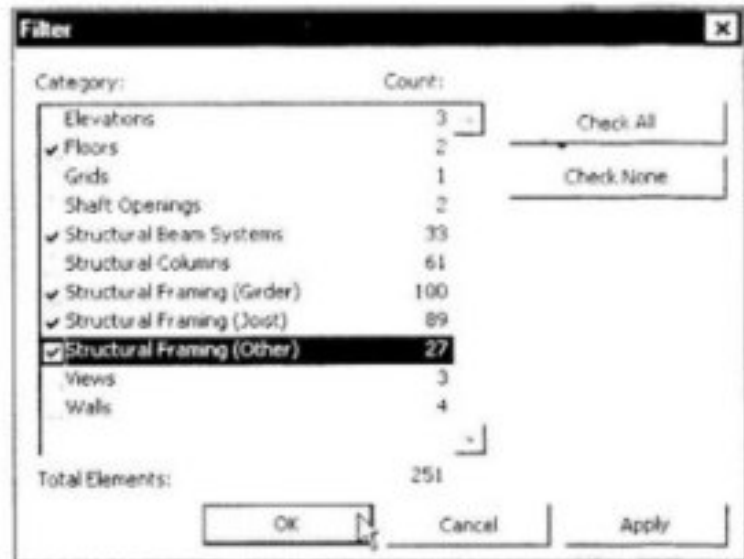 Filter
Category: Count:
Elevations 3
Floors 2
Grids 1
Shaft Openings 2
Structural Beam Systems 33
Structural Columns 61
Structural Framing (Girder) 100
Structural Framing (Joist) 89
Structural Framing (Other) 27
Views 3
Walls 4
Total Elements: 251
Check All
Check None
OK Cancel Apply